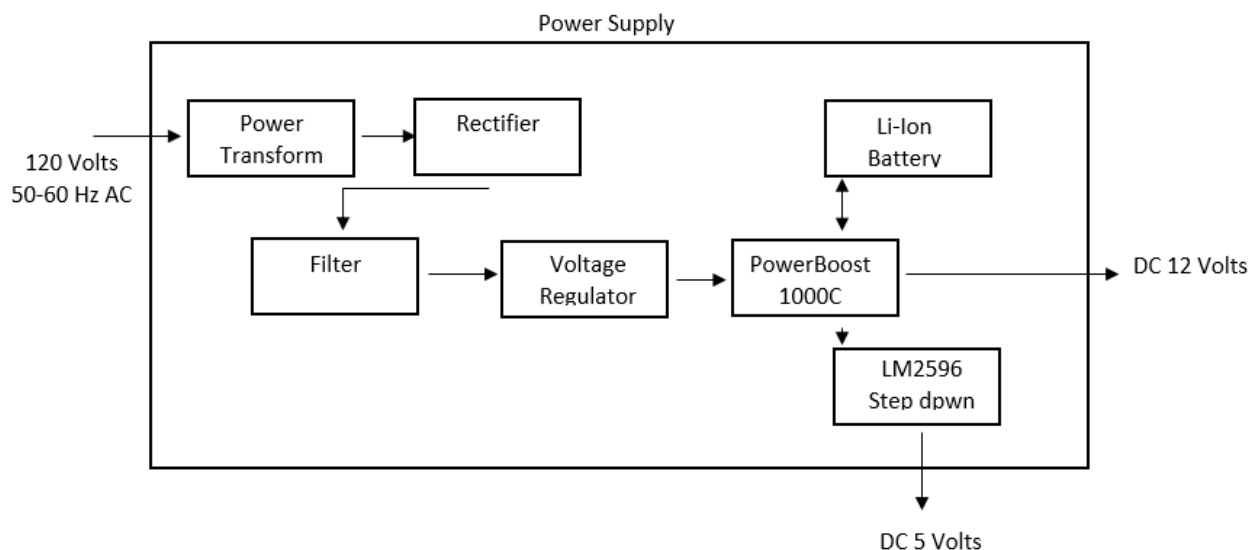 Power Supply
120 Volts
50-60 Hz AC
Power
Transform
Rectifier
Li-Ion
Battery
Filter
Voltage
Regulator
PowerBoost
1000C
DC 12 Volts
LM2596
Step dpwn
DC 5 Volts